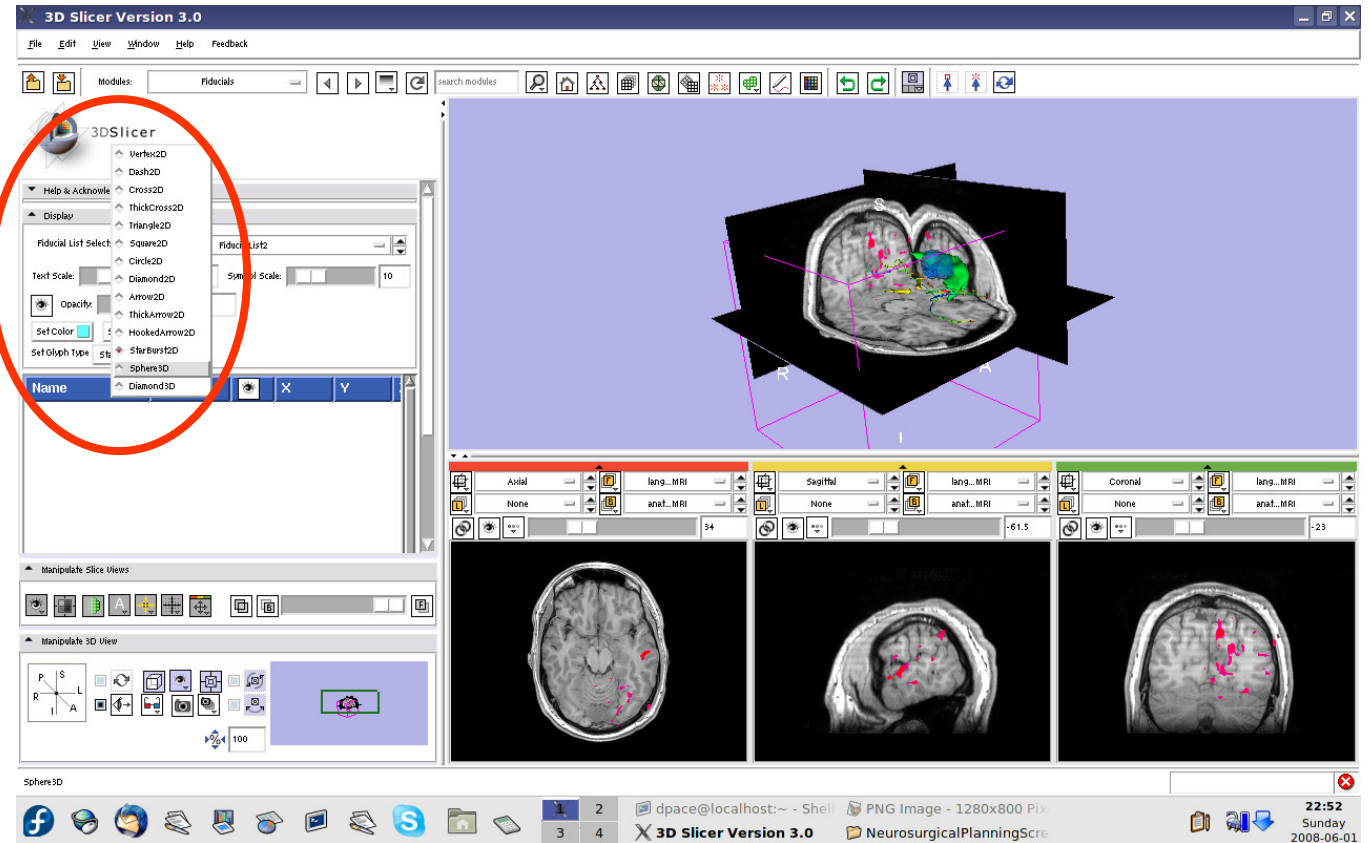 3D Slicer Version 3.0
File Edit View Window Help Feedback
Modules: Fiducials search modules
3DSlicer
Vertex2D
Dash2D
Help & Acknowle Cross2D
ThickCross2D
Display
Triangle2D
Fiducial List Select Square2D
Circle2D
Text Scale: Diamond2D Symbol Scale: 10
Opacity: Arrow2D
ThickArrow2D
Set Color HookedArrow2D
Set Glyph Type StarBurst2D
Sphere3D
Name Diamond3D X Y
S
R A
I
Axial F lang...MRI
L None B anat...MRI
34
Sagittal F lang...MRI
L None B anat...MRI
-61.5
Coronal F lang...MRI
L None B anat...MRI
-23
Manipulate Slice Views
A F B F
Manipulate 3D View
P S
R L
I A
% 100
Sphere3D
1 2 dpace@localhost:~ - Shell PNG Image - 1280x800 Pix
3 4 3D Slicer Version 3.0 NeurosurgicalPlanningScre
22:52
Sunday
2008-06-01